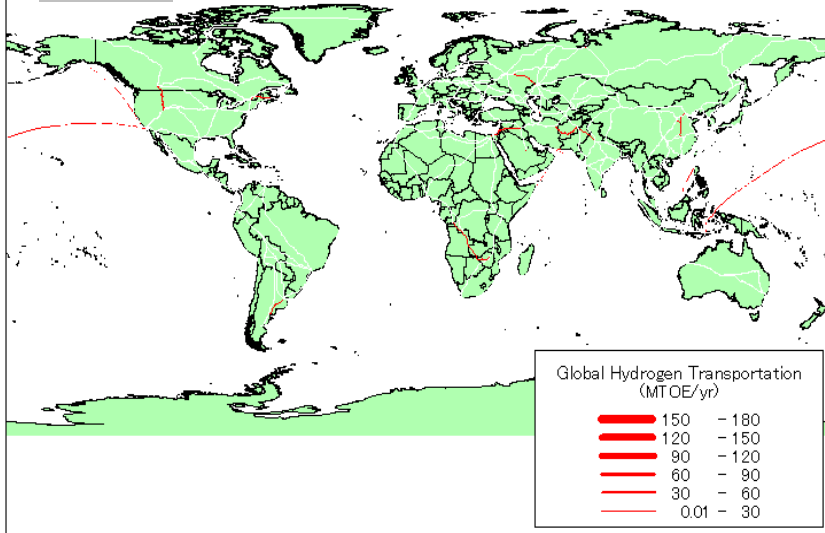 Global Hydrogen Transportation
(MTOE/yr)
150 - 180
120 - 150
90 - 120
60 - 90
30 - 60
0.01 - 30